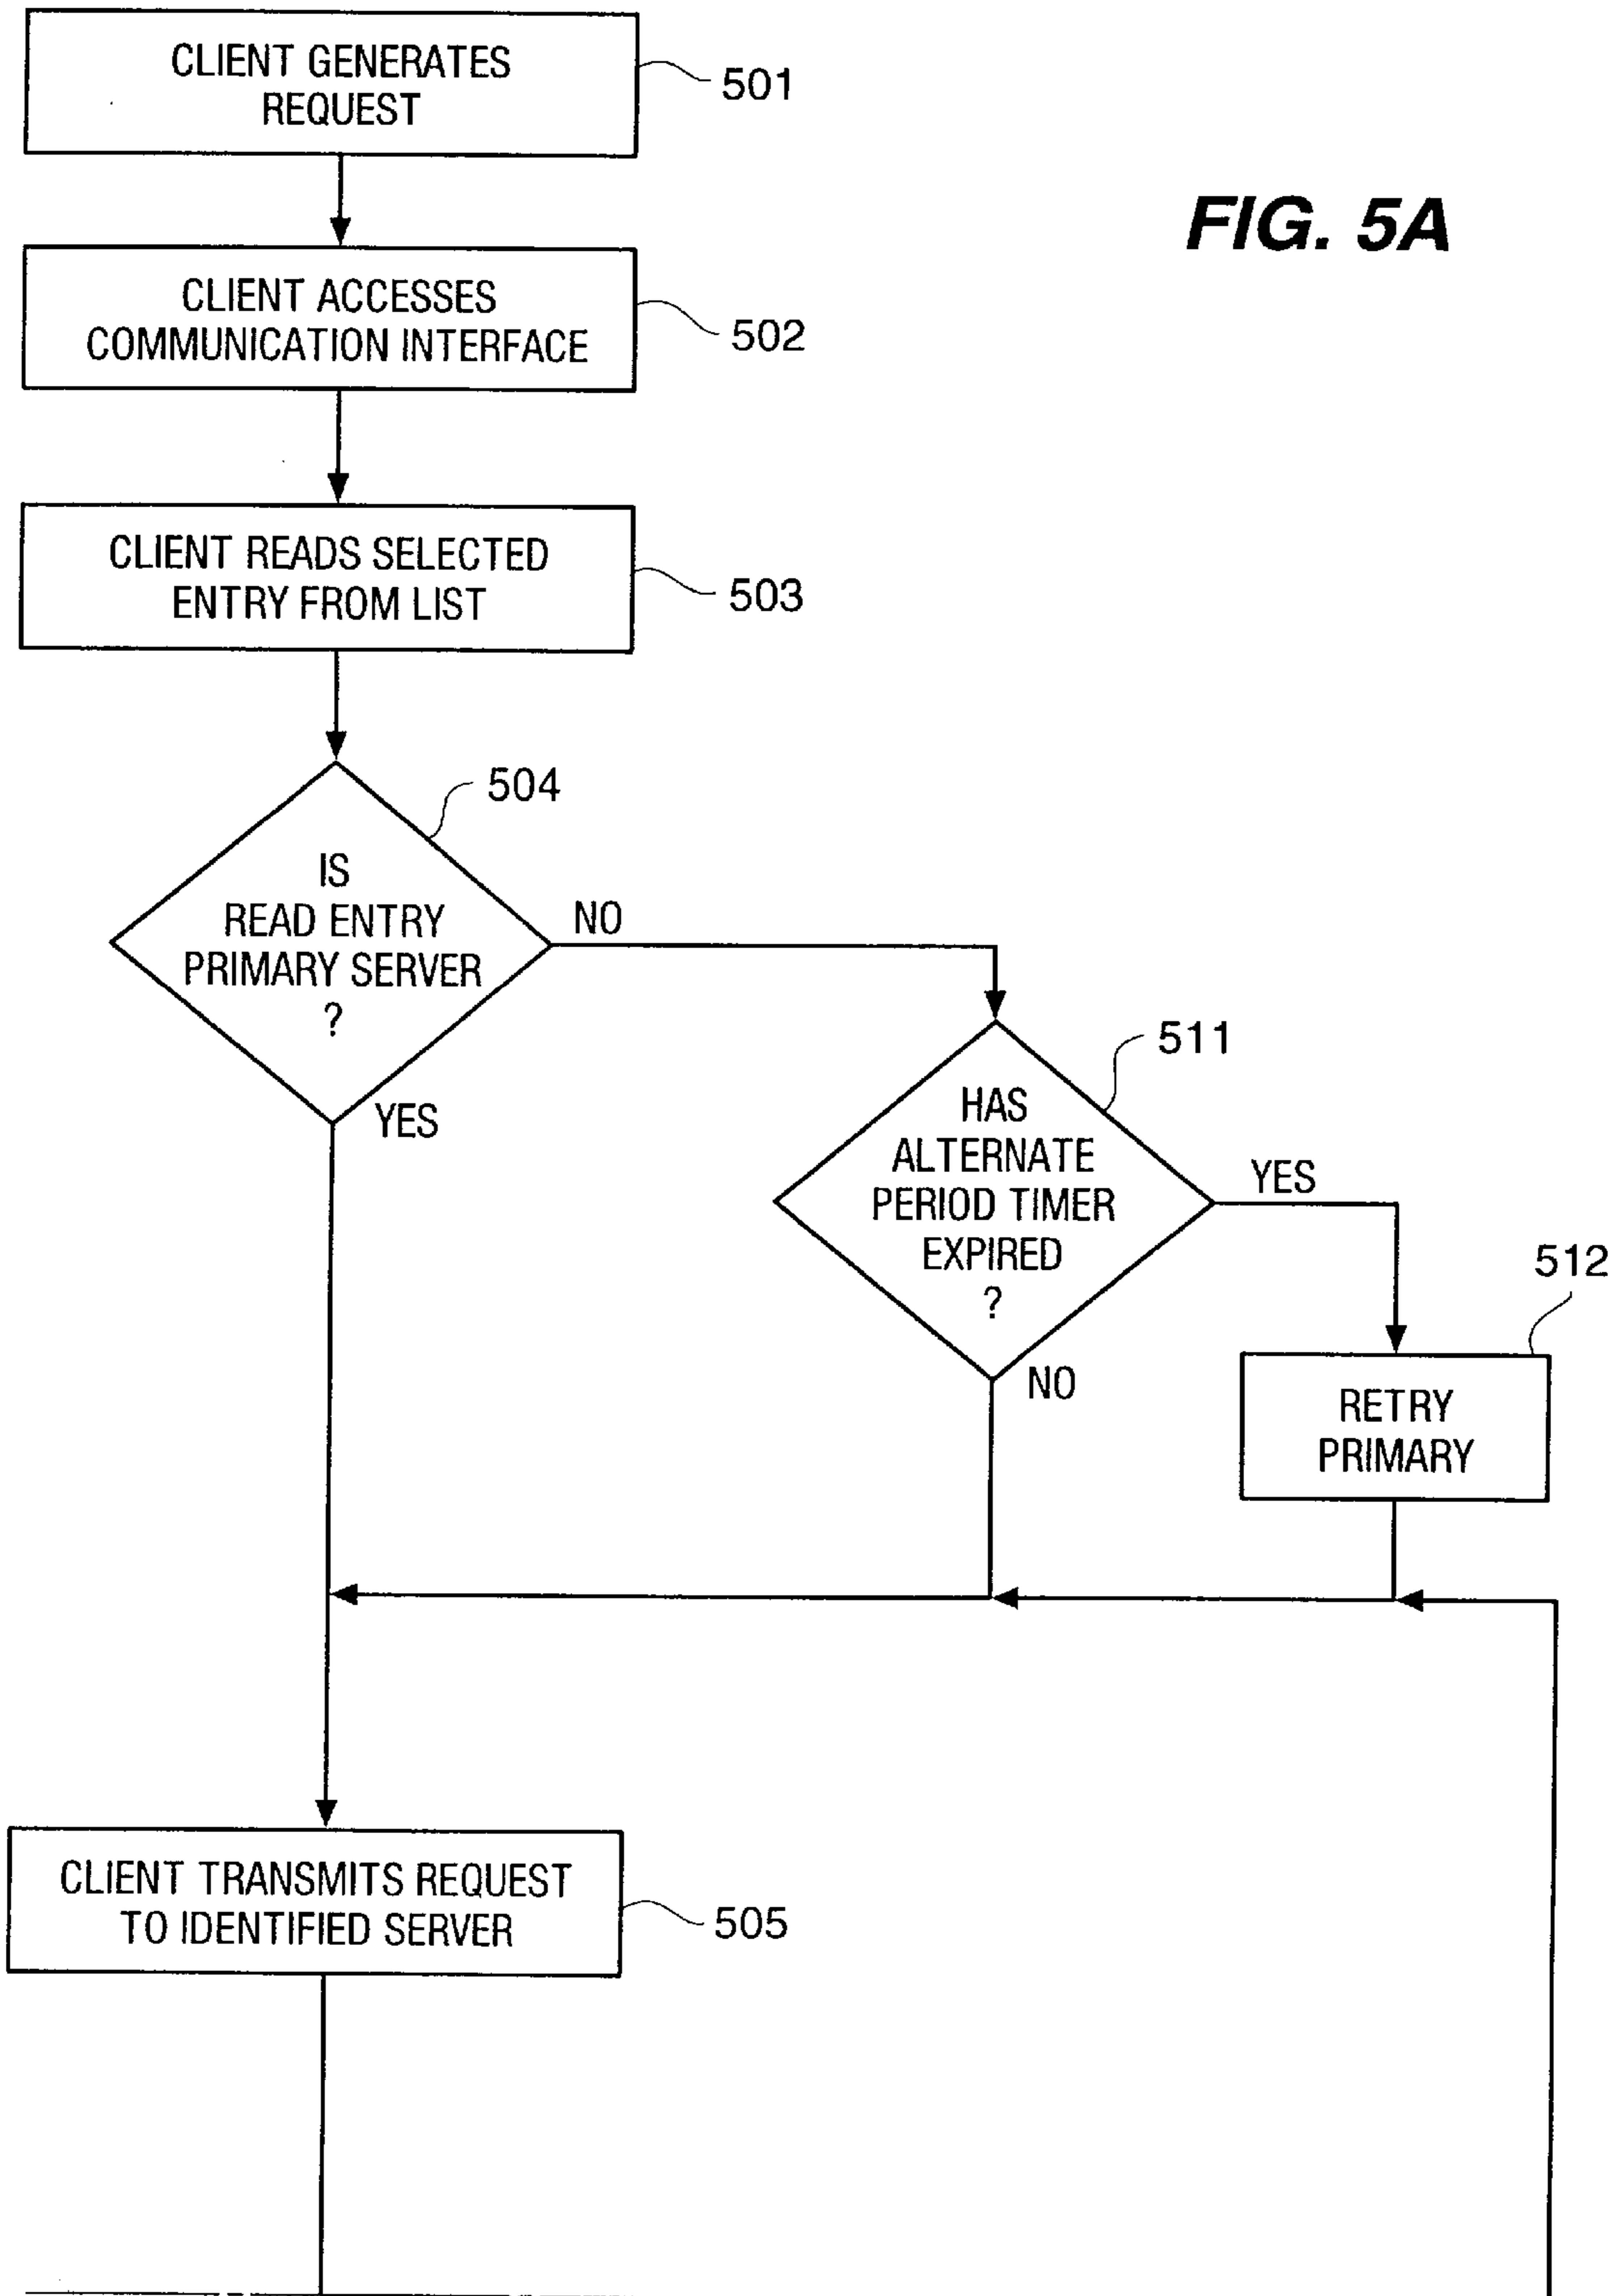 CLIENT GENERATES
REQUEST
501
FIG. 5A
CLIENT ACCESSES
COMMUNICATION INTERFACE
502
CLIENT READS SELECTED
ENTRY FROM LIST
503
504
IS
READ ENTRY
PRIMARY SERVER
?
NO
YES
511
HAS
ALTERNATE
PERIOD TIMER
EXPIRED
?
YES
NO
512
RETRY
PRIMARY
CLIENT TRANSMITS REQUEST
TO IDENTIFIED SERVER
505